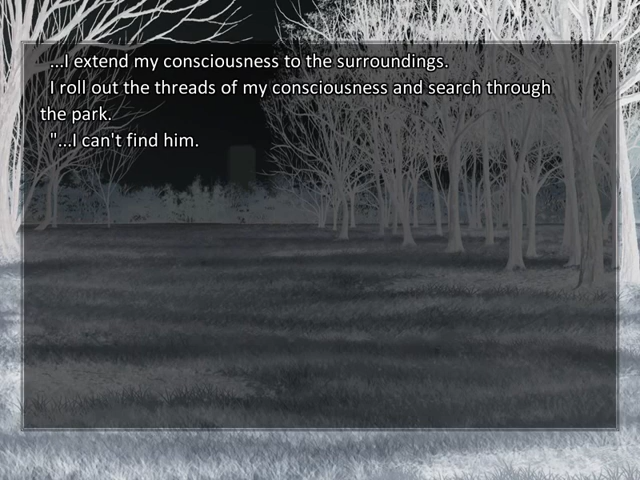 ...I extend my consciousness to the surroundings.
I roll out the threads of my consciousness and search through
the park.
"...I can't find him.